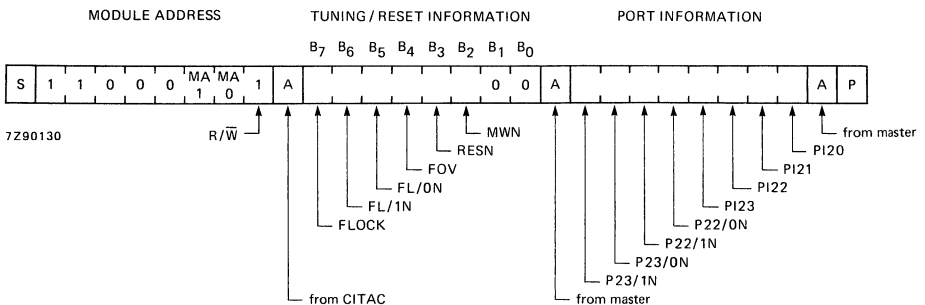 MODULE ADDRESS TUNING / RESET INFORMATION PORT INFORMATION
B7 B6 B5 B4 B3 B2 B1 B0
S 1 1 0 0 0 MA 1 MA 0 1 A 0 0 A A P
7Z90130 R/W̅ MWN from master
RESN PI20
FOV PI21
FL/0N PI22
FL/1N PI23
FLOCK P22/0N
P22/1N
P23/0N
P23/1N
from CITAC from master